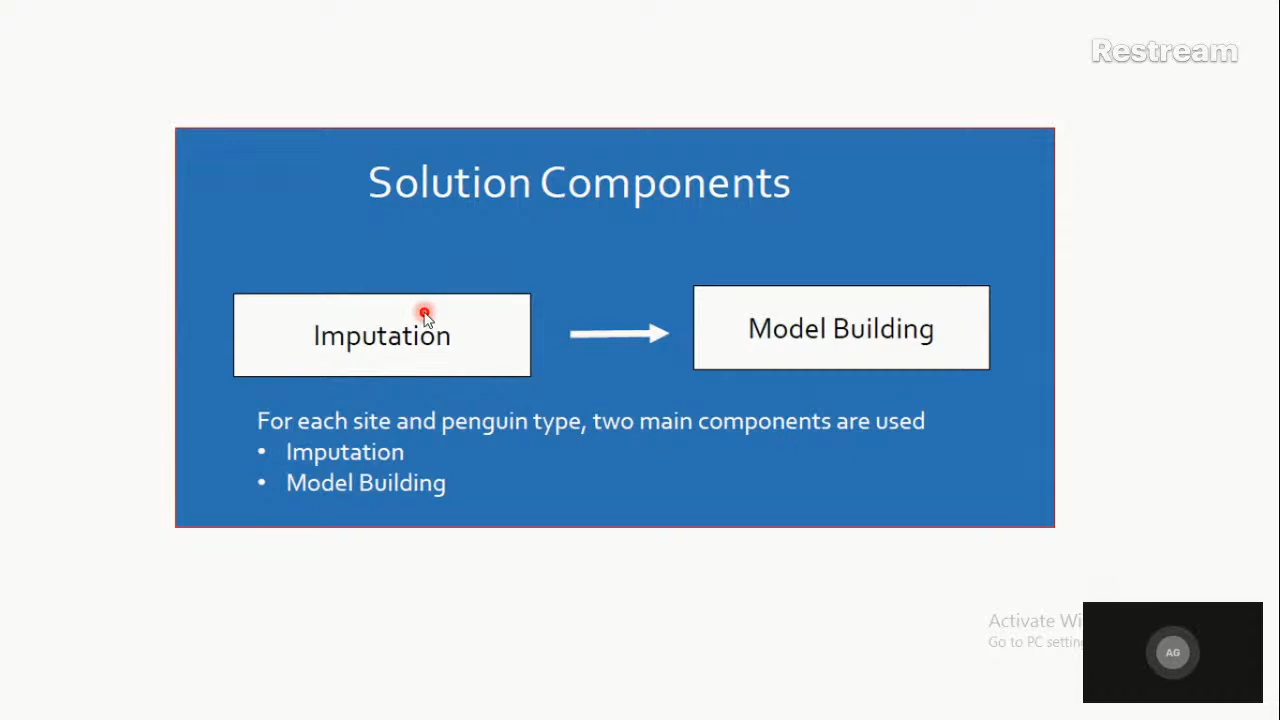 Restream
Solution Components
Imputation
Model Building
For each site and penguin type, two main components are used
• Imputation
• Model Building
Activate Wi
Go to PC settin
AG